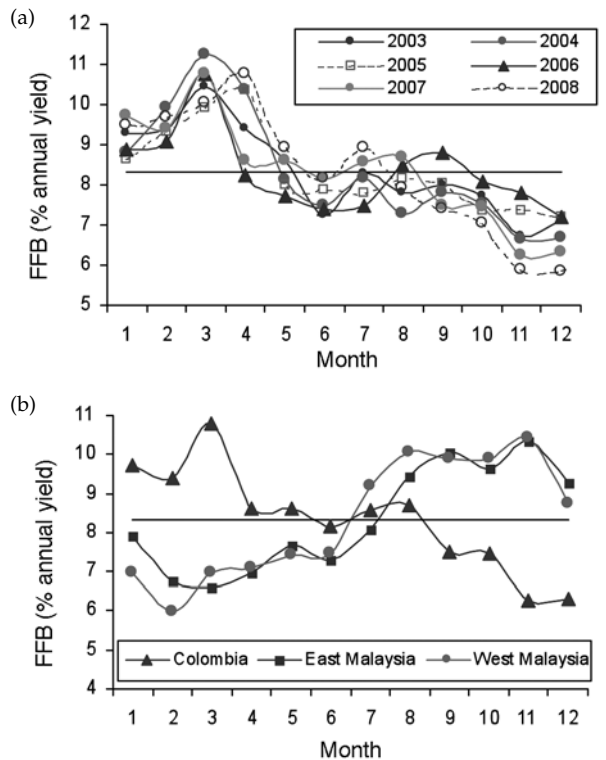 (a)
12
11
10
9
8
7
6
5
FFB (% annual yield)
2003 2004
2005 2006
2007 2008
1 2 3 4 5 6 7 8 9 10 11 12
Month
(b)
11
10
9
8
7
6
5
4
FFB (% annual yield)
Colombia East Malaysia West Malaysia
1 2 3 4 5 6 7 8 9 10 11 12
Month